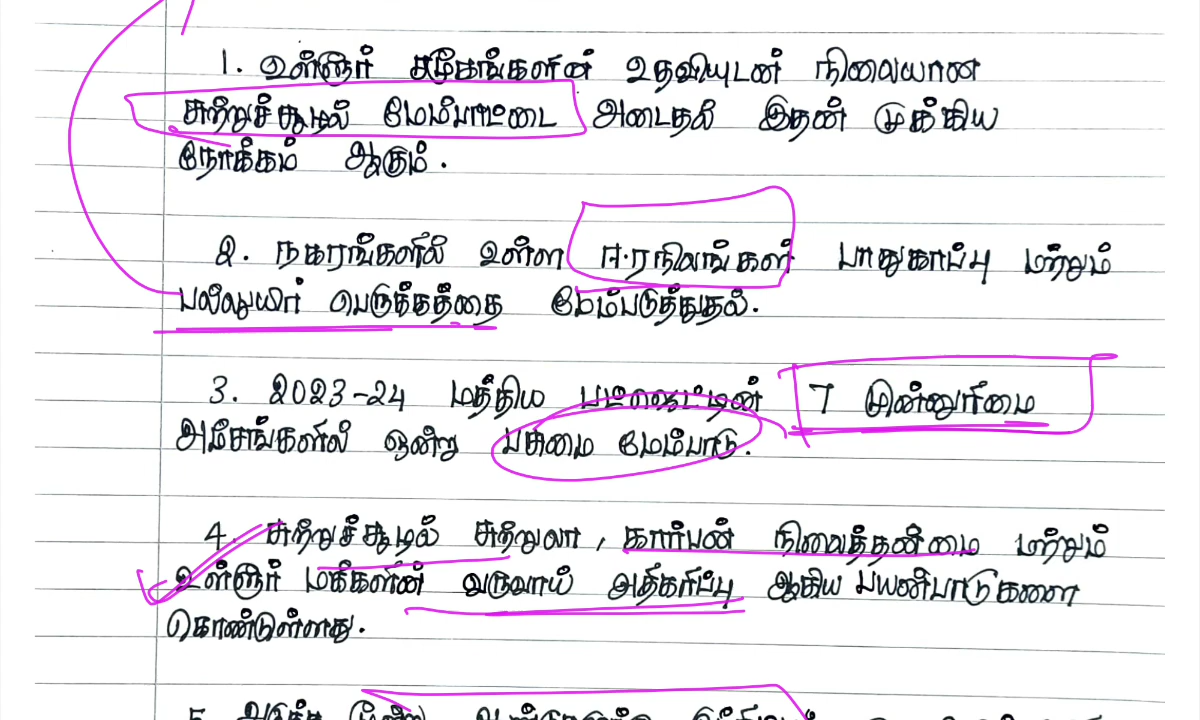 1. உள்ளூர் சமூகங்களின் உதவியுடன் நிலையான
சுற்றுச்சூழல் மேம்பாட்டை அடைதல் இதன் முக்கிய
நோக்கம் ஆகும்.
2. நகரங்களில் உள்ள ஈரநிலங்கள் பாதுகாப்பு மற்றும்
பல்லுயிர் பெருக்கத்தை மேம்படுத்துதல்.
3. 2023-24 மத்திய பட்ஜெட்டின் 7 முன்னுரிமை
அம்சங்களில் ஒன்று பசுமை மேம்பாடு.
4. சுற்றுச்சூழல் சுற்றுலா, கார்பன் நிலைத்தன்மை மற்றும்
உள்ளூர் மக்களின் வருவாய் அதிகரிப்பு ஆகிய பயன்பாடுகளை
கொண்டுள்ளது.
5. அடுத்த மூன்று